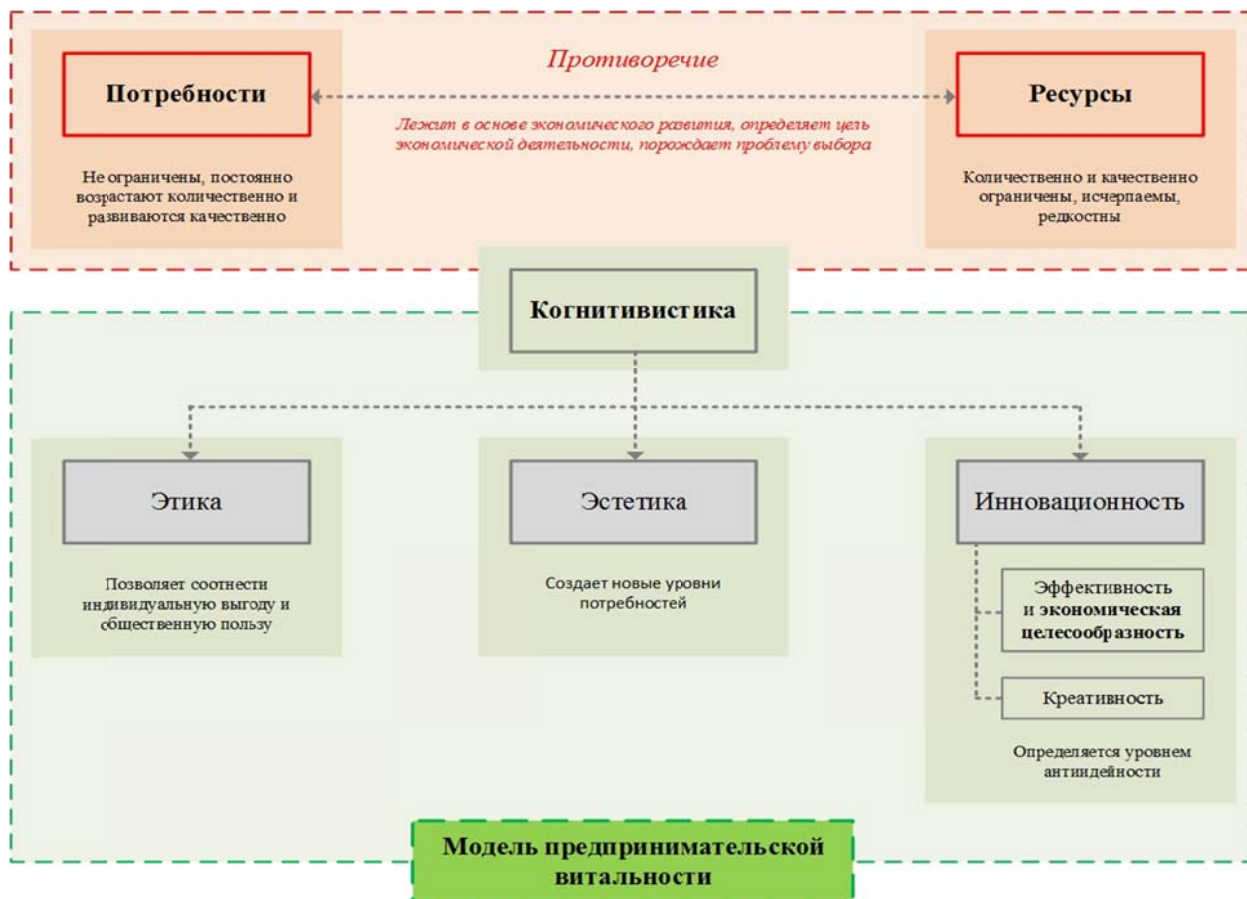 Противоречие
Потребности
Ресурсы
Лежит в основе экономического развития, определяет цель
экономической деятельности, порождает проблему выбора
Не ограничены, постоянно
возрастают количественно и
развиваются качественно
Количественно и качественно
ограничены, исчерпаемы,
редкостны
Когнитивистика
Этика
Позволяет соотнести
индивидуальную выгоду и
общественную пользу
Эстетика
Создает новые уровни
потребностей
Инновационность
Эффективность
и экономическая
целесообразность
Креативность
Определяется уровнем
антиидейности
Модель предпринимательской
витальности